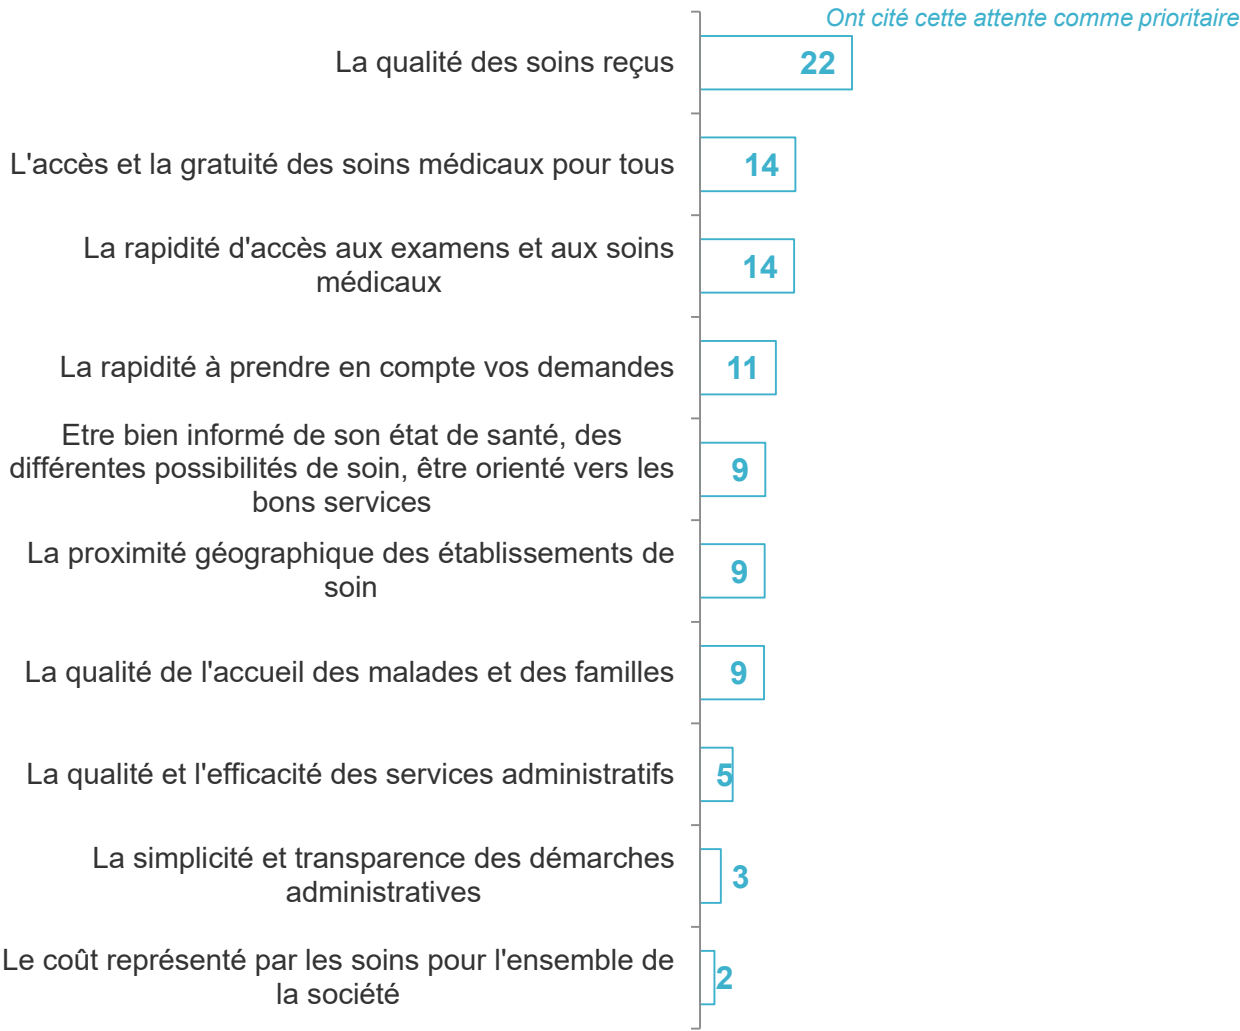 Ont cité cette attente comme prioritaire
La qualité des soins reçus
22
L'accès et la gratuité des soins médicaux pour tous
14
La rapidité d'accès aux examens et aux soins
médicaux
14
La rapidité à prendre en compte vos demandes
11
Etre bien informé de son état de santé, des
différentes possibilités de soin, être orienté vers les
bons services
9
La proximité géographique des établissements de
soin
9
La qualité de l'accueil des malades et des familles
9
La qualité et l'efficacité des services administratifs
5
La simplicité et transparence des démarches
administratives
3
Le coût représenté par les soins pour l'ensemble de
la société
2